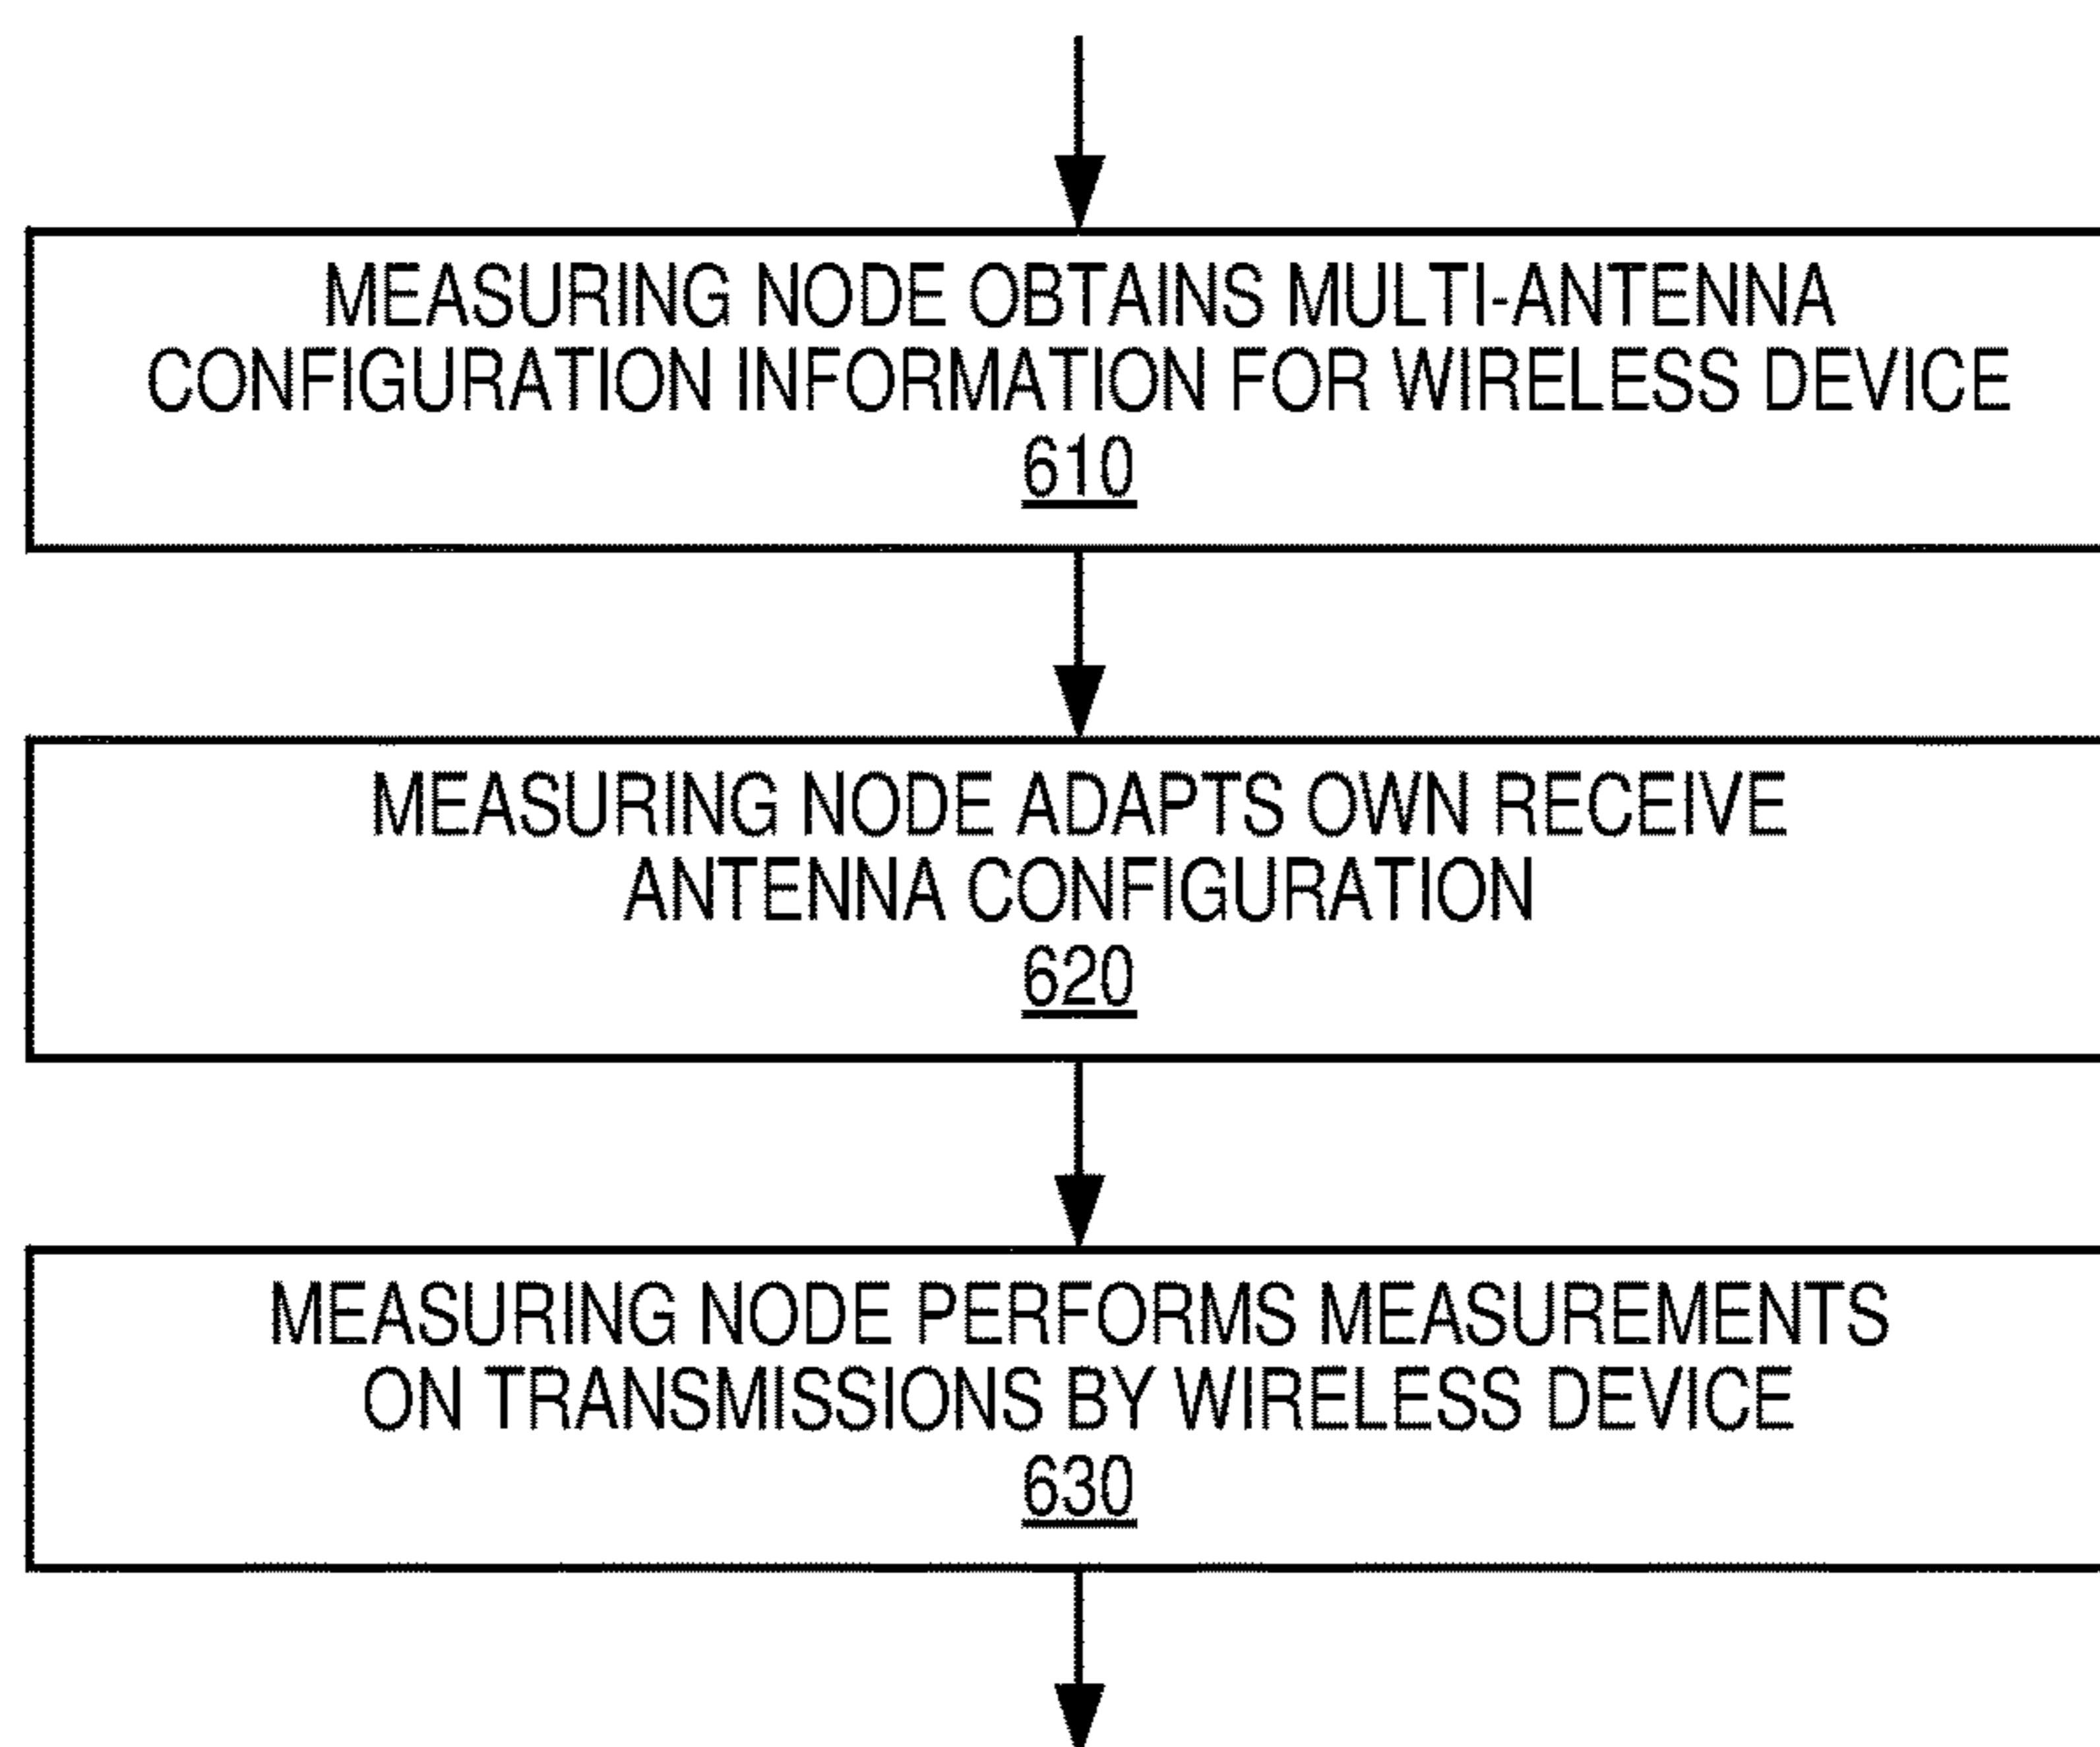 MEASURING NODE OBTAINS MULTI-ANTENNA
CONFIGURATION INFORMATION FOR WIRELESS DEVICE
610
MEASURING NODE ADAPTS OWN RECEIVE
ANTENNA CONFIGURATION
620
MEASURING NODE PERFORMS MEASUREMENTS
ON TRANSMISSIONS BY WIRELESS DEVICE
630